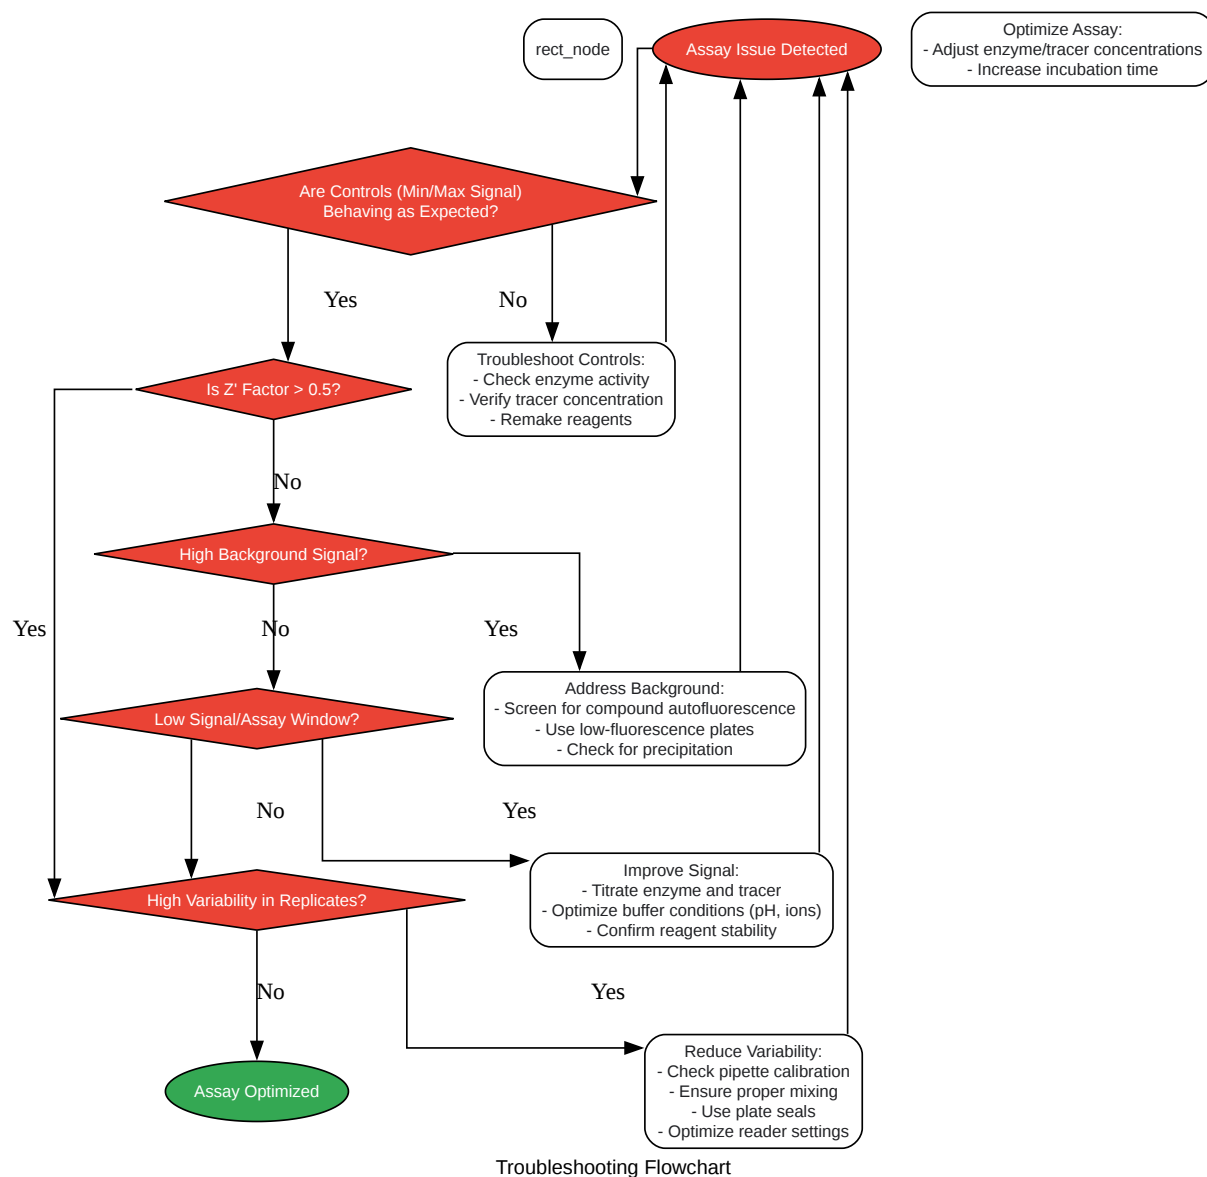 rect_node
Assay Issue Detected
Optimize Assay:
- Adjust enzyme/tracer concentrations
- Increase incubation time
Are Controls (Min/Max Signal)
Behaving as Expected?
Yes
No
Troubleshoot Controls:
- Check enzyme activity
- Verify tracer concentration
- Remake reagents
Is Z' Factor > 0.5?
No
High Background Signal?
Yes
No
Yes
Address Background:
- Screen for compound autofluorescence
- Use low-fluorescence plates
- Check for precipitation
Low Signal/Assay Window?
No
Yes
Improve Signal:
- Titrate enzyme and tracer
- Optimize buffer conditions (pH, ions)
- Confirm reagent stability
High Variability in Replicates?
No
Yes
Reduce Variability:
- Check pipette calibration
- Ensure proper mixing
- Use plate seals
- Optimize reader settings
Assay Optimized
Troubleshooting Flowchart